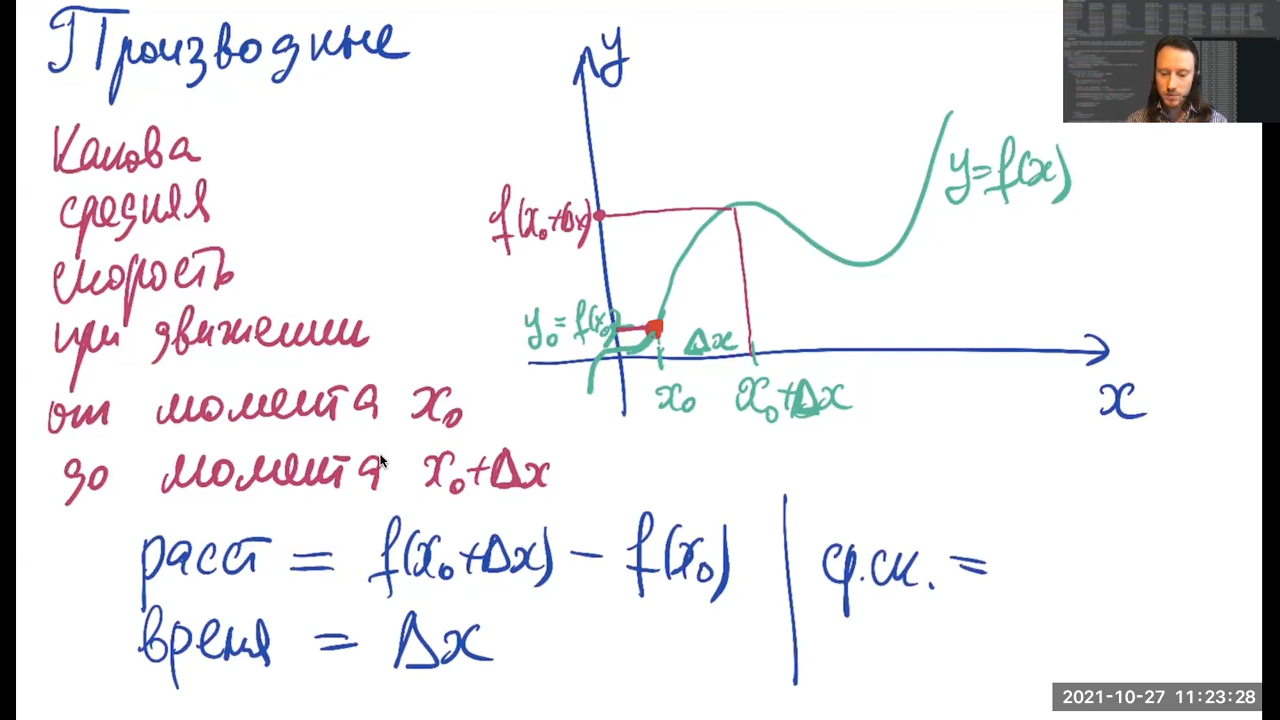 Производные
Какова
средняя
скорость
при движении
от момента x₀
до момента x₀+Δx
y
y=f(x)
f(x₀+Δx)
y₀=f(x₀)
Δx
x₀
x₀+Δx
x
расст = f(x₀+Δx) – f(x₀)
время = Δx
ср.ск. =
2021-10-27 11:23:28